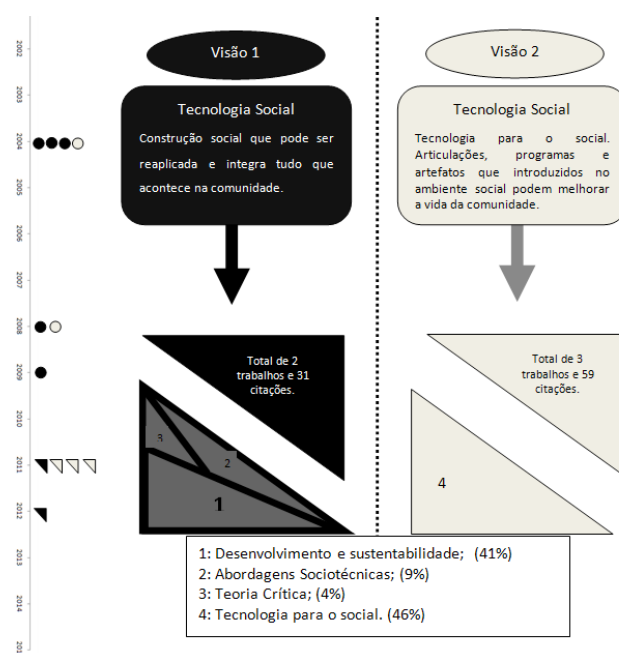 2002
2003
2004
2005
2006
2007
2008
2009
2010
2011
2012
2013
2014
Visão 1
Tecnologia Social
Construção social que pode ser
reaplicada e integra tudo que
acontece na comunidade.
Total de 2
trabalhos e 31
citações.
3
2
1
Visão 2
Tecnologia Social
Tecnologia para o social.
Articulações, programas e
artefatos que introduzidos no
ambiente social podem melhorar
a vida da comunidade.
Total de 3
trabalhos e 59
citações.
4
1: Desenvolvimento e sustentabilidade; (41%)
2: Abordagens Sociotécnicas; (9%)
3: Teoria Crítica; (4%)
4: Tecnologia para o social. (46%)